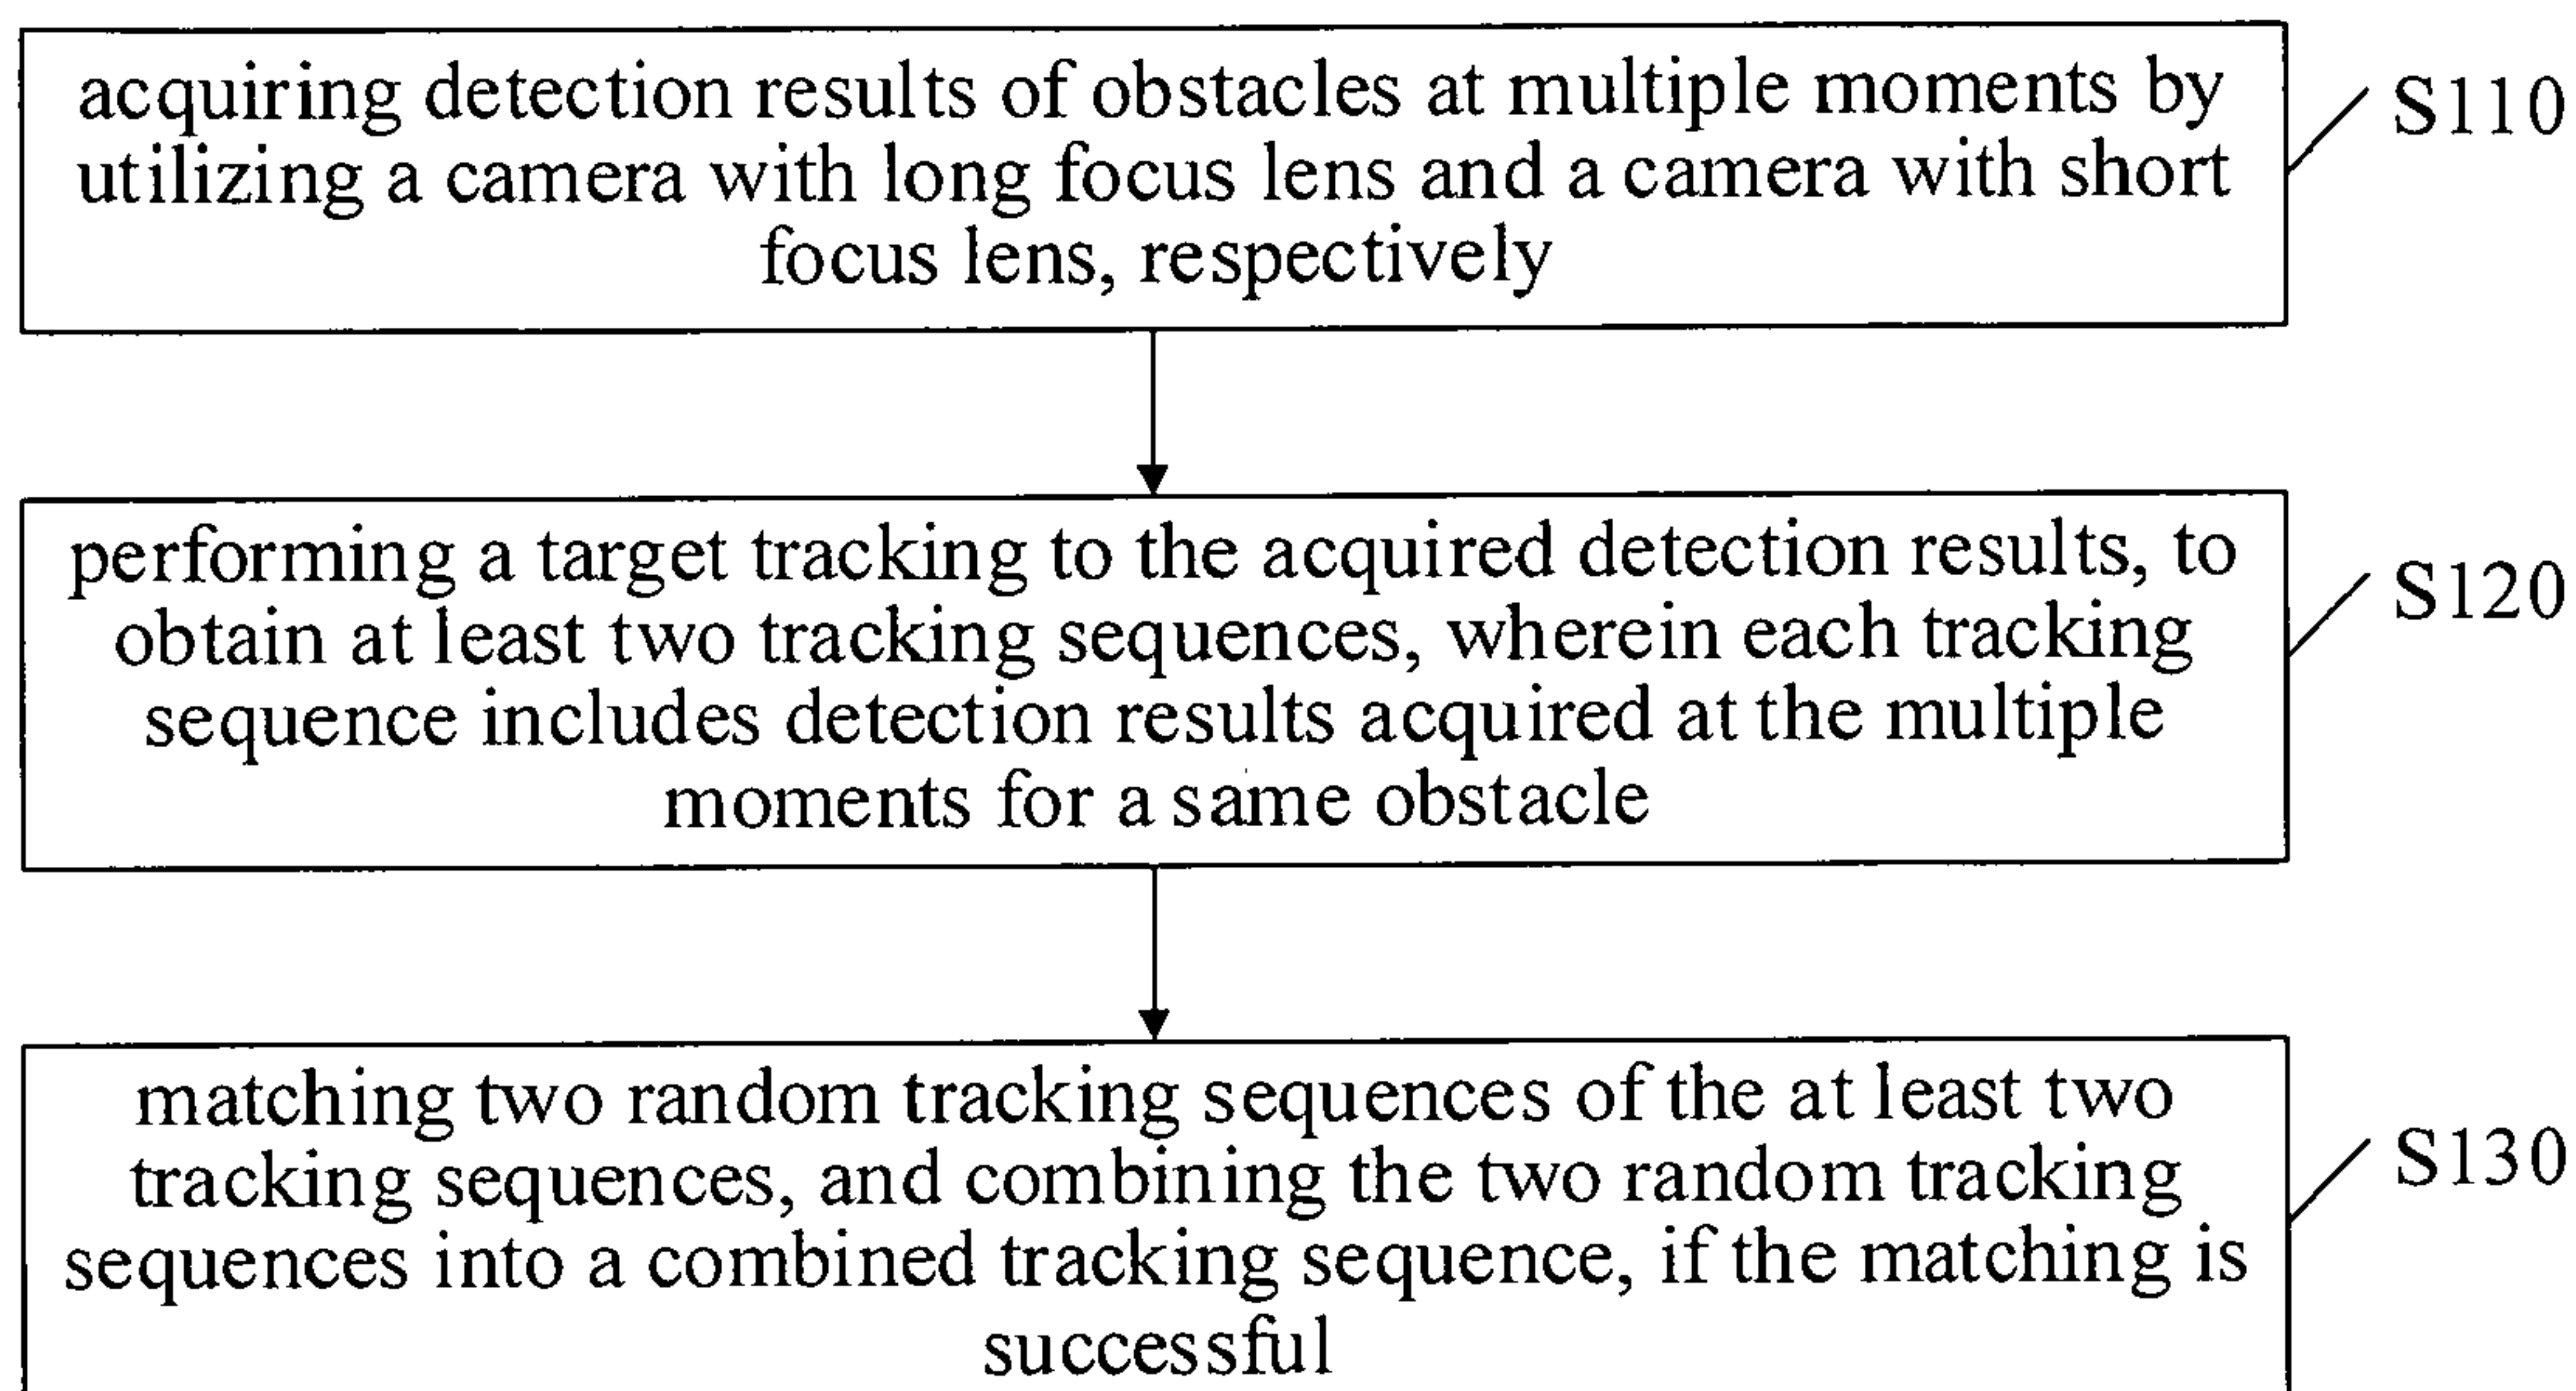 acquiring detection results of obstacles at multiple moments by
utilizing a camera with long focus lens and a camera with short
focus lens, respectively
S110
performing a target tracking to the acquired detection results, to
obtain at least two tracking sequences, wherein each tracking
sequence includes detection results acquired at the multiple
moments for a same obstacle
S120
matching two random tracking sequences of the at least two
tracking sequences, and combining the two random tracking
sequences into a combined tracking sequence, if the matching is
successful
S130